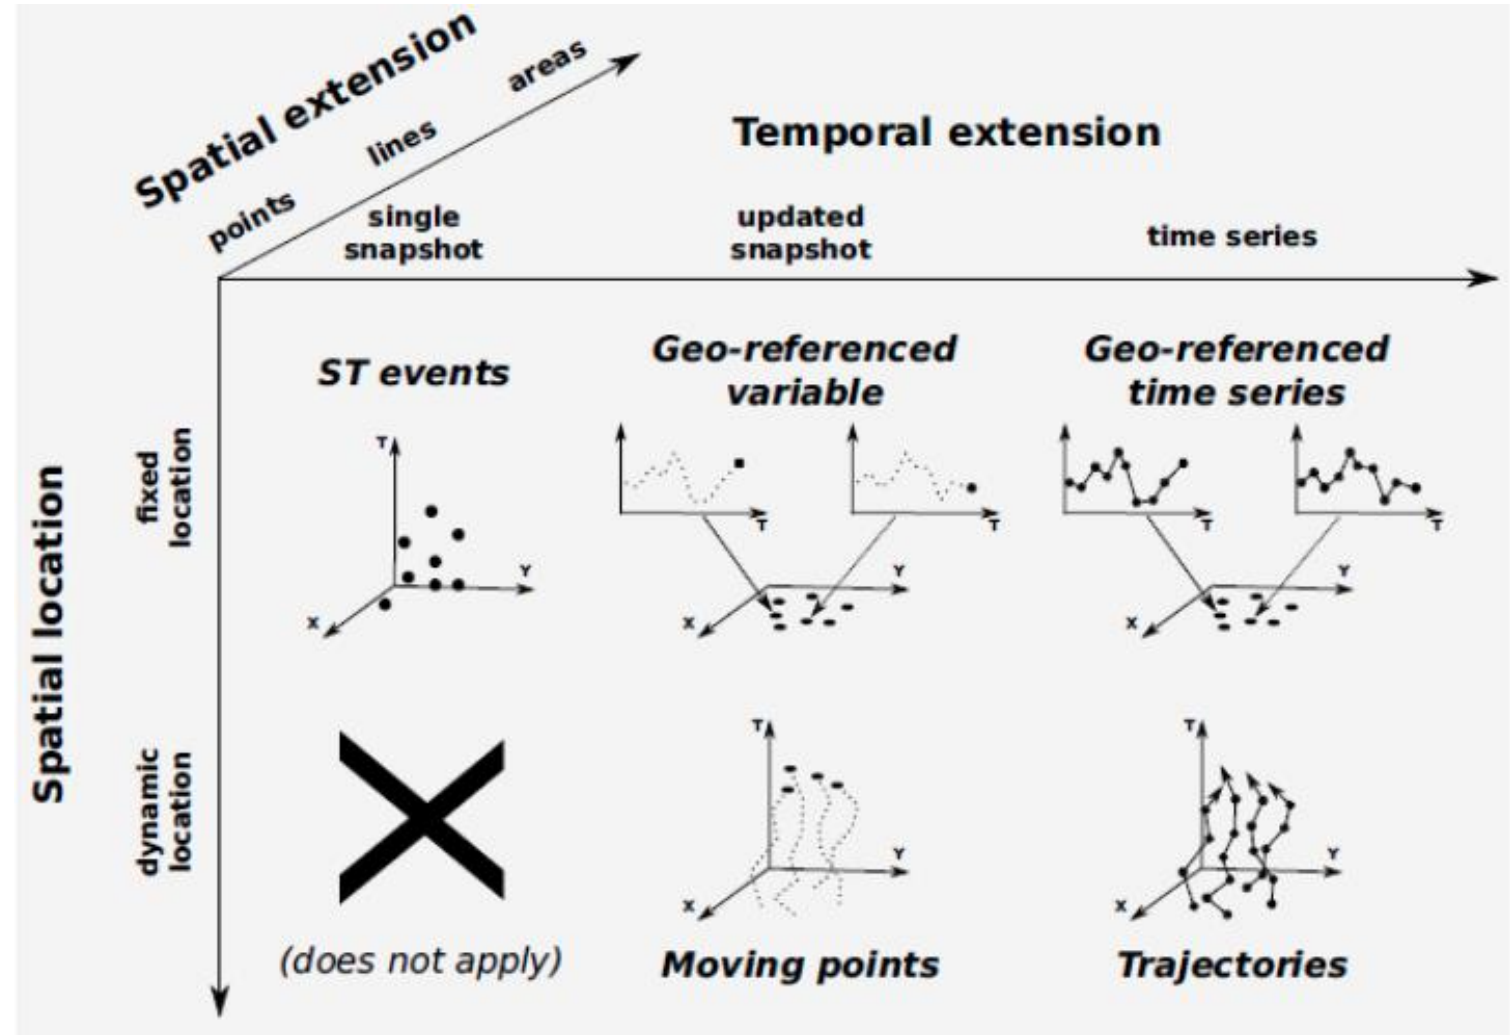 Spatial extension
points
lines
areas
Temporal extension
single
snapshot
updated
snapshot
time series
Spatial location
fixed
location
ST events
T
Y
X
Geo-referenced
variable
T
T
Y
X
Geo-referenced
time series
T
T
Y
X
dynamic
location
(does not apply)
T
Y
X
Moving points
T
Y
X
Trajectories